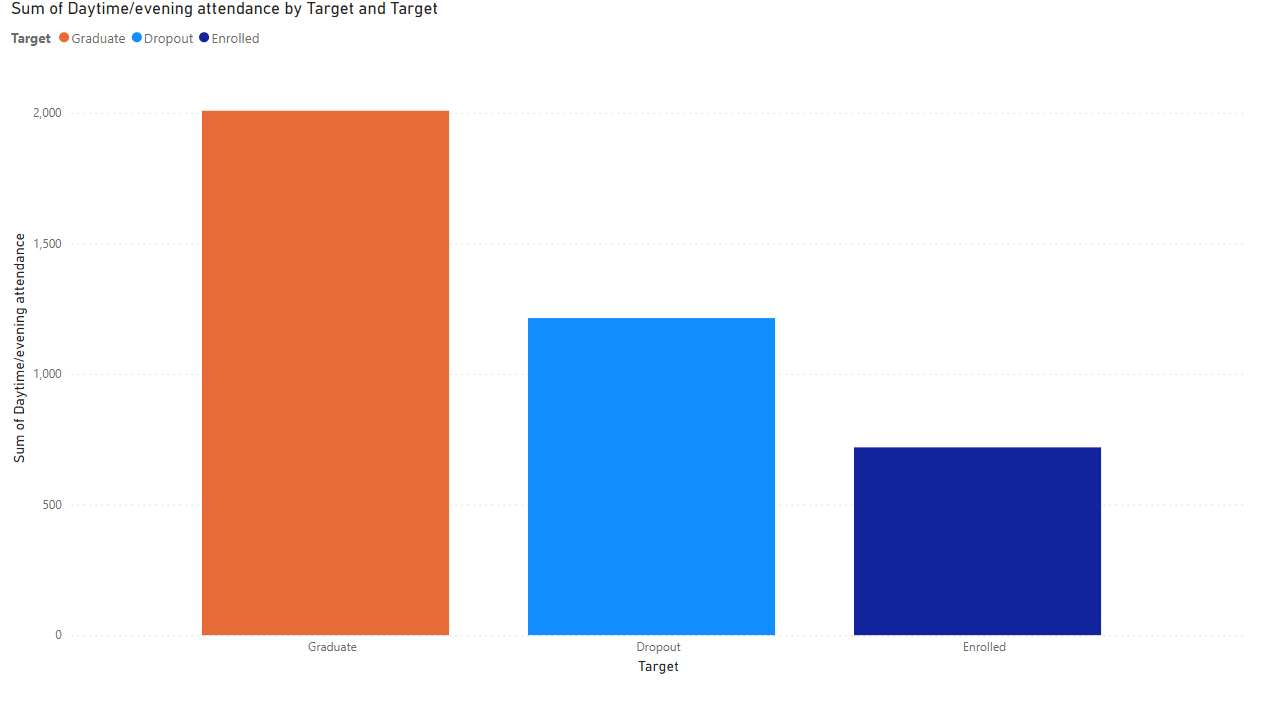 Sum of Daytime/evening attendance by Target and Target
Target Graduate Dropout Enrolled
2,000
1,500
1,000
500
0
Sum of Daytime/evening attendance
Graduate Dropout Enrolled
Target